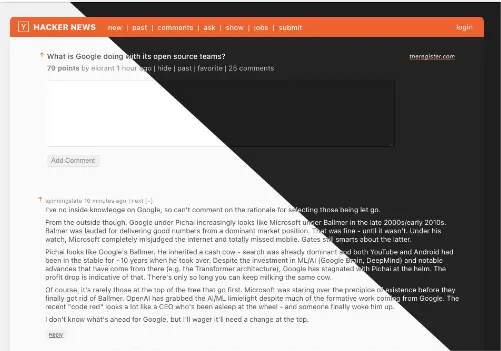 Y HACKER NEWS new | past | comments | ask | show | jobs | submit login
What is Google doing with its open source teams? theregister.com
79 points by elorant 1 hour ago | hide | past | favorite | 25 comments
Add Comment
spinningslate 16 minutes ago | next [-]
I've no inside knowledge on Google, so can't comment on the rationale for selecting those being let go.
From the outside though, Google under Pichai increasingly looks like Microsoft under Ballmer in the late 2000s/early 2010s.
Balmer was lauded for delivering good numbers from a dominant market position. That was fine - until it wasn't. Under his
watch, Microsoft completely misjudged the internet and totally missed mobile. Gates still smarts about the latter.
Pichai looks like Google's Ballmer. He inherited a cash cow - search was already dominant and both YouTube and Android had
been in the stable for ~10 years when he took over. Despite the investment in ML/AI (Google Brain, DeepMind) and notable
advances that have come from there (e.g. the Transformer architecture), Google has stagnated with Pichai at the helm. The
profit drop is indicative of that. There's only so long you can keep milking the same cow.
Of course, it's rarely those at the top of the tree that go first. Microsoft was staring over the precipice of existence before they
finally got rid of Ballmer. OpenAI has grabbed the AI/ML limelight despite much of the formative work coming from Google. The
recent "code red" looks a lot like a CEO who's been asleep at the wheel - and someone finally woke him up.
I don't know what's ahead for Google, but I'll wager it'll need a change at the top.
Reply